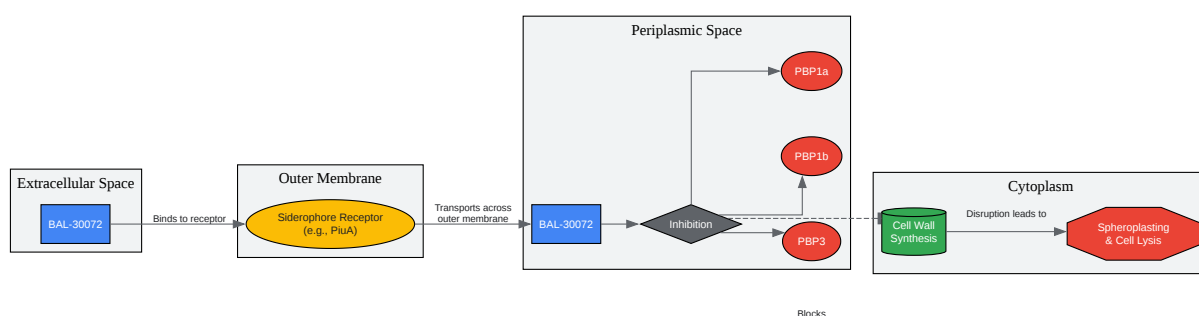 Extracellular Space
BAL-30072
Binds to receptor
Outer Membrane
Siderophore Receptor
(e.g., PiuA)
Transports across
outer membrane
Periplasmic Space
BAL-30072
Inhibition
PBP1a
PBP1b
PBP3
Cytoplasm
Cell Wall
Synthesis
Disruption leads to
Spheroplasting
& Cell Lysis
Blocks